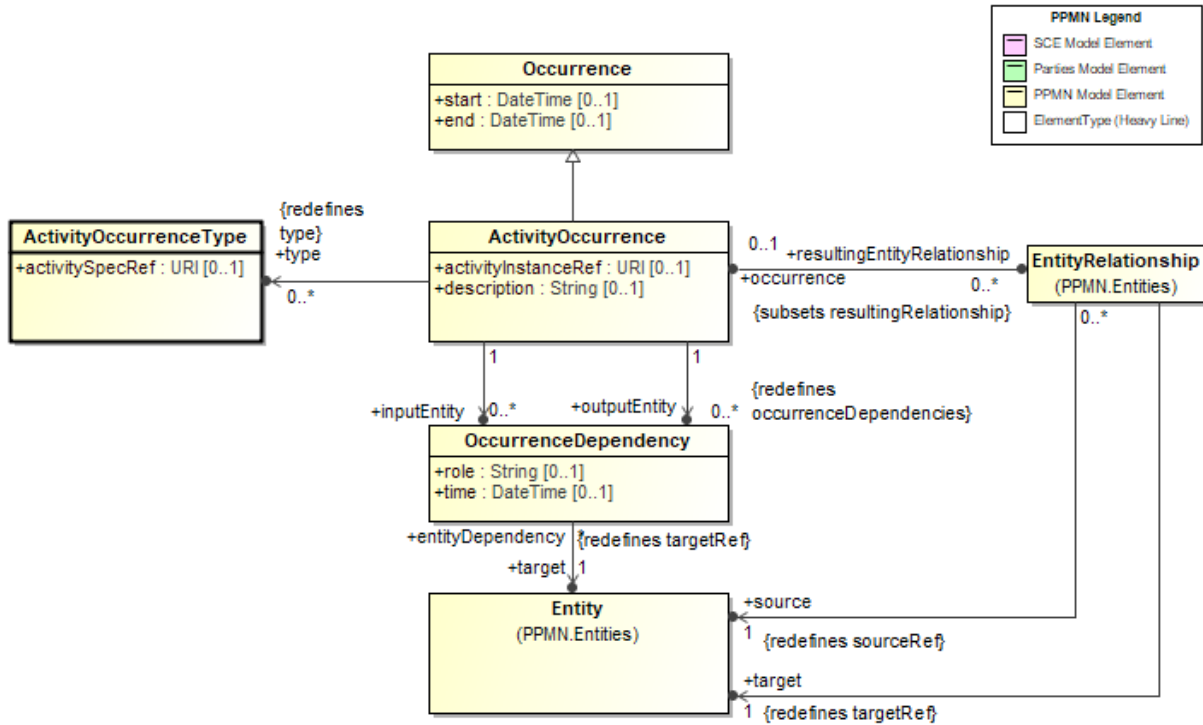 PPMN Legend
SCE Model Element
Parties Model Element
PPMN Model Element
ElementType (Heavy Line)
Occurrence
+start : DateTime [0..1]
+end : DateTime [0..1]
{redefines
type}
+type
0..*
ActivityOccurrenceType
+activitySpecRef : URI [0..1]
ActivityOccurrence
+activityInstanceRef : URI [0..1]
+description : String [0..1]
0..1
+resultingEntityRelationship
+occurrence
0..*
{subsets resultingRelationship}
EntityRelationship
(PPMN.Entities)
0..*
1
1
+inputEntity
0..*
+outputEntity
0..*
{redefines
occurrenceDependencies}
OccurrenceDependency
+role : String [0..1]
+time : DateTime [0..1]
+entityDependency
*
{redefines targetRef}
+target
1
Entity
(PPMN.Entities)
+source
1
{redefines sourceRef}
+target
1
{redefines targetRef}